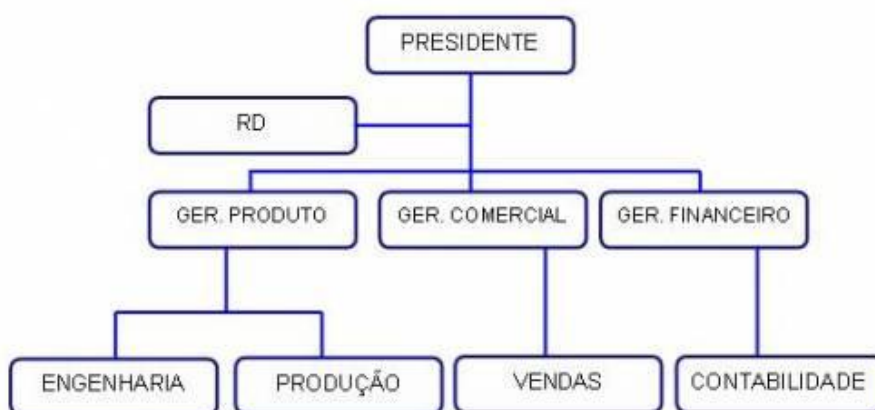 PRESIDENTE
RD
GER. PRODUTO
GER. COMERCIAL
GER. FINANCEIRO
ENGENHARIA
PRODUÇÃO
VENDAS
CONTABILIDADE